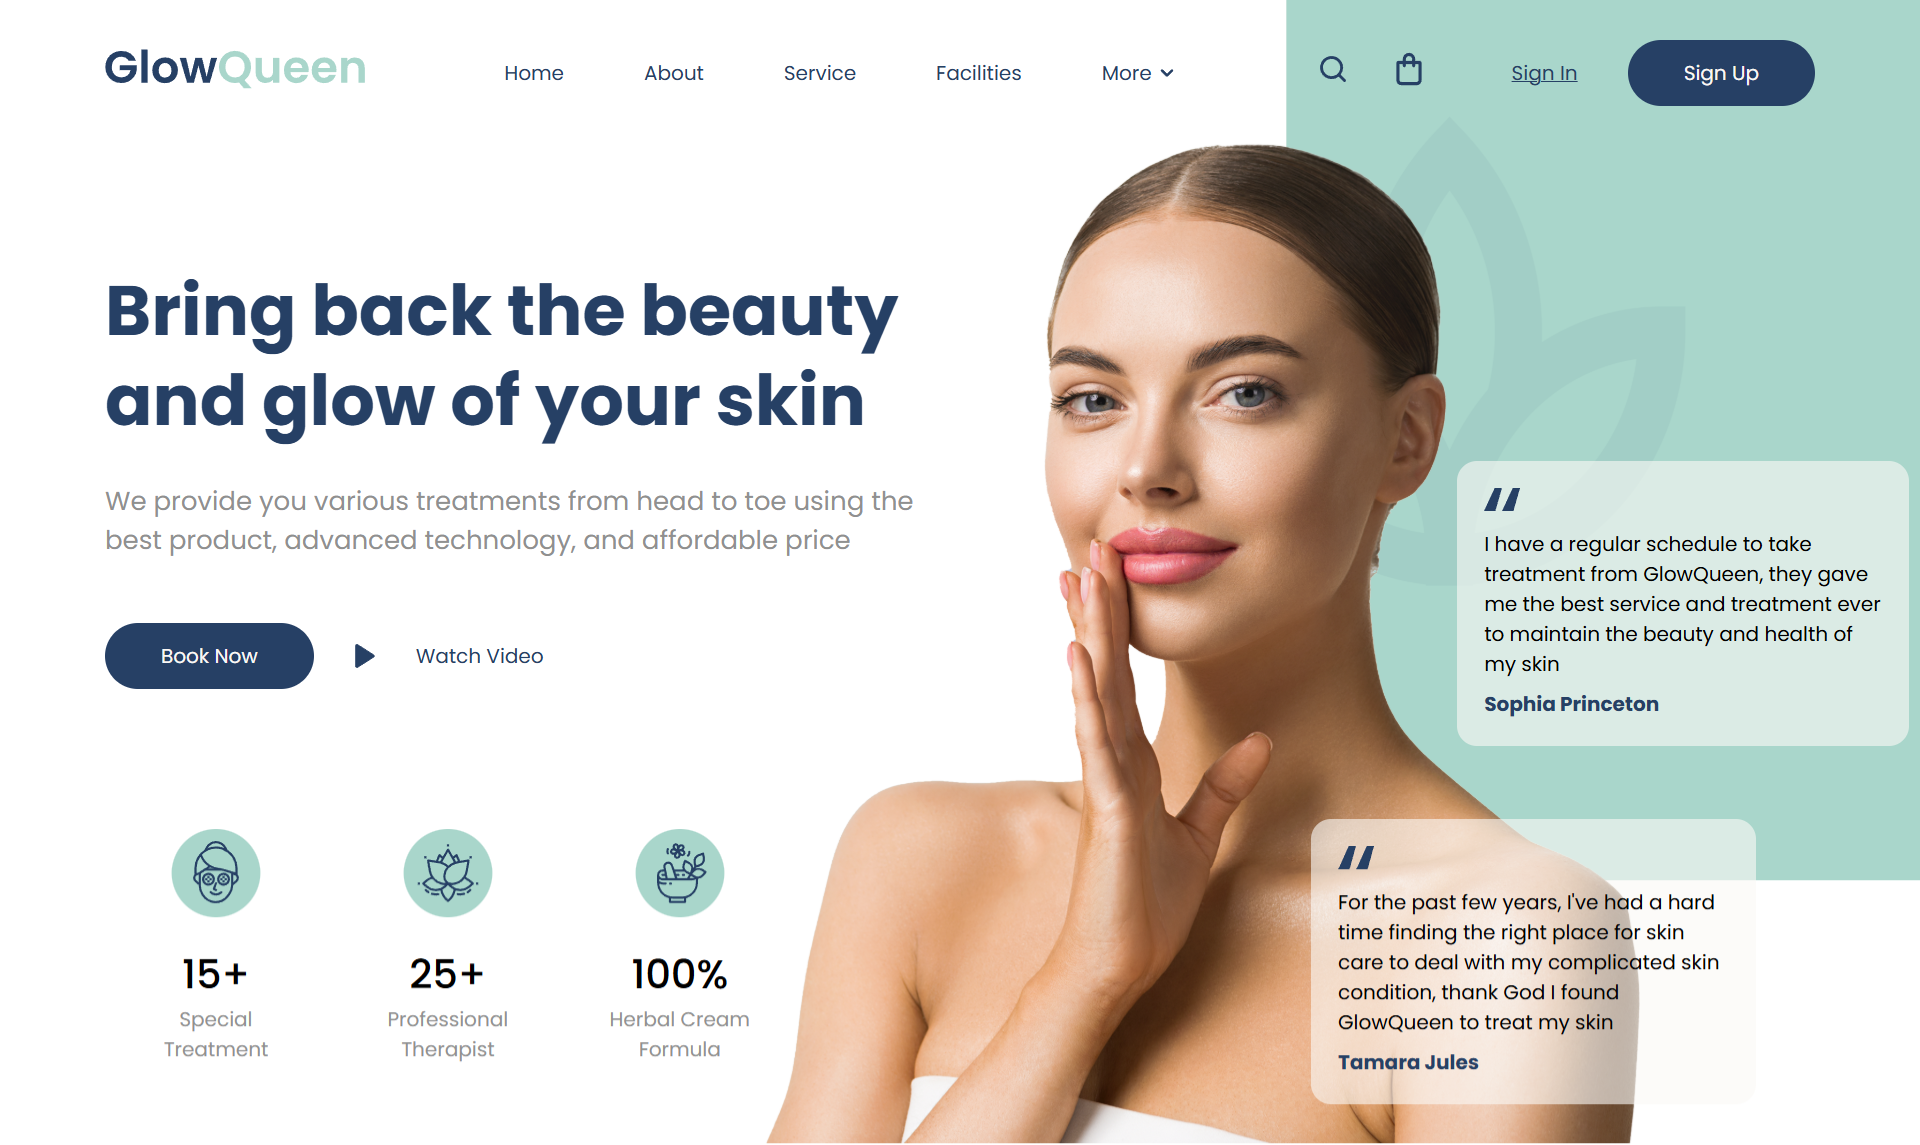 GlowQueen
Home
About
Service
Facilities
More
Sign In
Sign Up
Bring back the beauty
and glow of your skin
We provide you various treatments from head to toe using the
best product, advanced technology, and affordable price
Book Now
Watch Video
15+
Special
Treatment
25+
Professional
Therapist
100%
Herbal Cream
Formula
I have a regular schedule to take
treatment from GlowQueen, they gave
me the best service and treatment ever
to maintain the beauty and health of
my skin
Sophia Princeton
For the past few years, I've had a hard
time finding the right place for skin
care to deal with my complicated skin
condition, thank God I found
GlowQueen to treat my skin
Tamara Jules